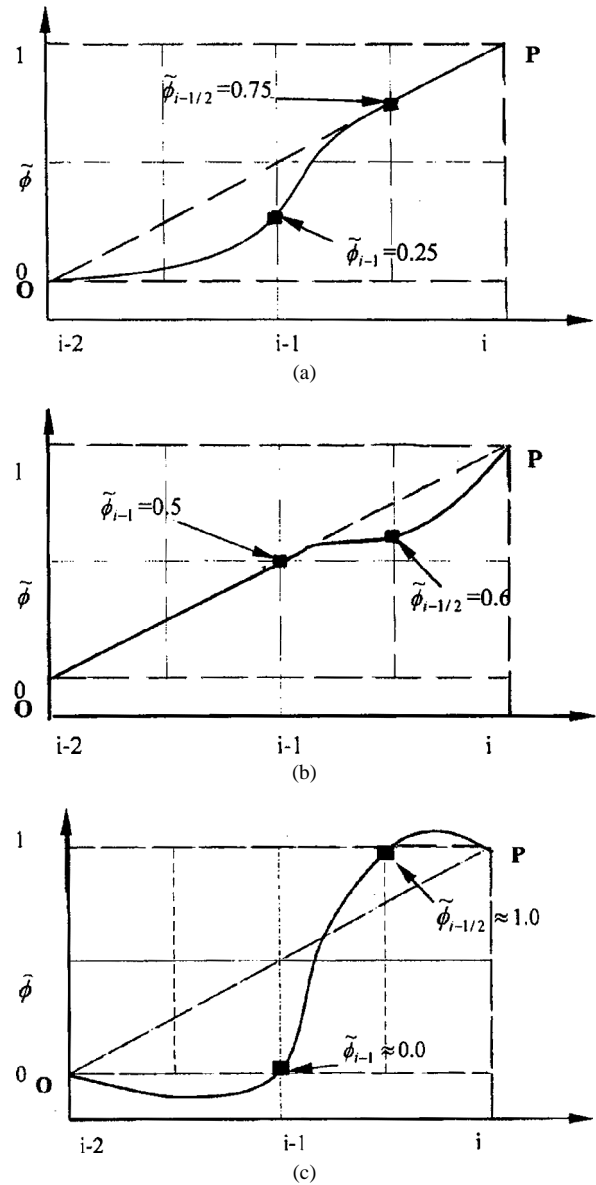 1
P
φ̃_{i−1/2}=0.75
φ̃
φ̃_{i−1}=0.25
0
O
i-2 i-1 i
(a)
1
P
φ̃_{i−1}=0.5
φ̃
φ̃_{i−1/2}=0.6
0
O
i-2 i-1 i
(b)
1
P
φ̃_{i−1/2}≈1.0
φ̃
φ̃_{i−1}≈0.0
0 O
i-2 i-1 i
(c)